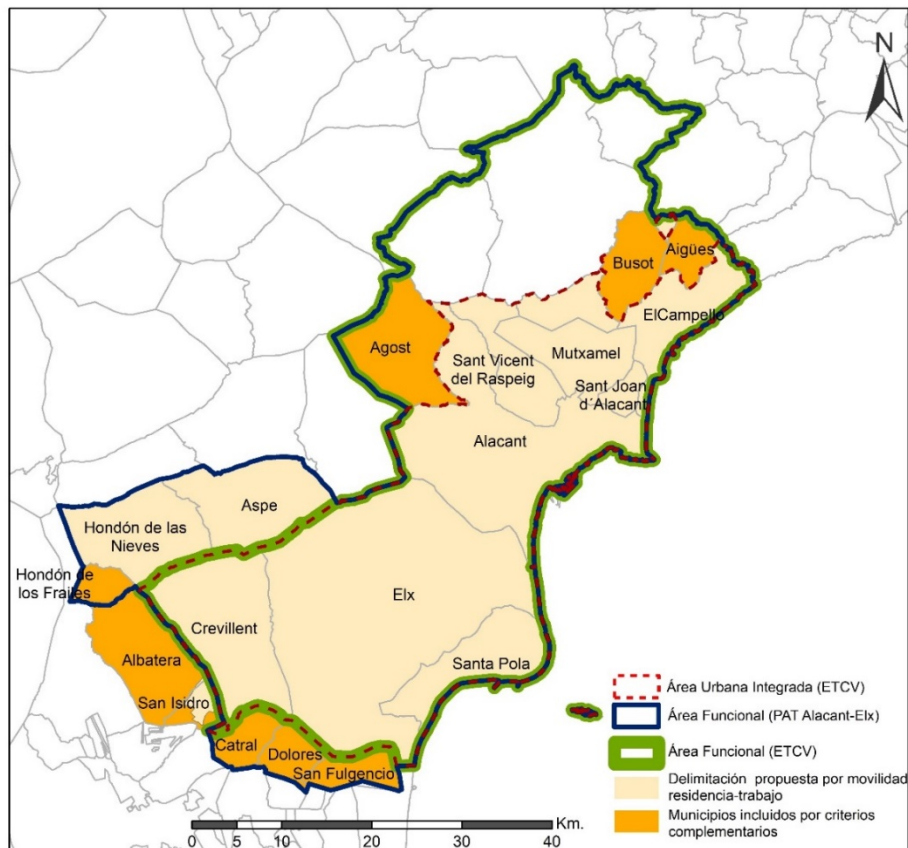 N
Busot
Aigües
ElCampello
Agost
Sant Vicent
del Raspeig
Mutxamel
Sant Joan
d´Alacant
Alacant
Aspe
Hondón de las
Nieves
Hondón de
los Frailes
Elx
Crevillent
Albatera
Santa Pola
San Isidro
Catral
Dolores
San Fulgencio
Área Urbana Integrada (ETCV)
Área Funcional (PAT Alacant-Elx)
Área Funcional (ETCV)
Delimitación propuesta por movilidad
residencia-trabajo
Municipios incluidos por criterios
complementarios
Km.
0 5 10 20 30 40